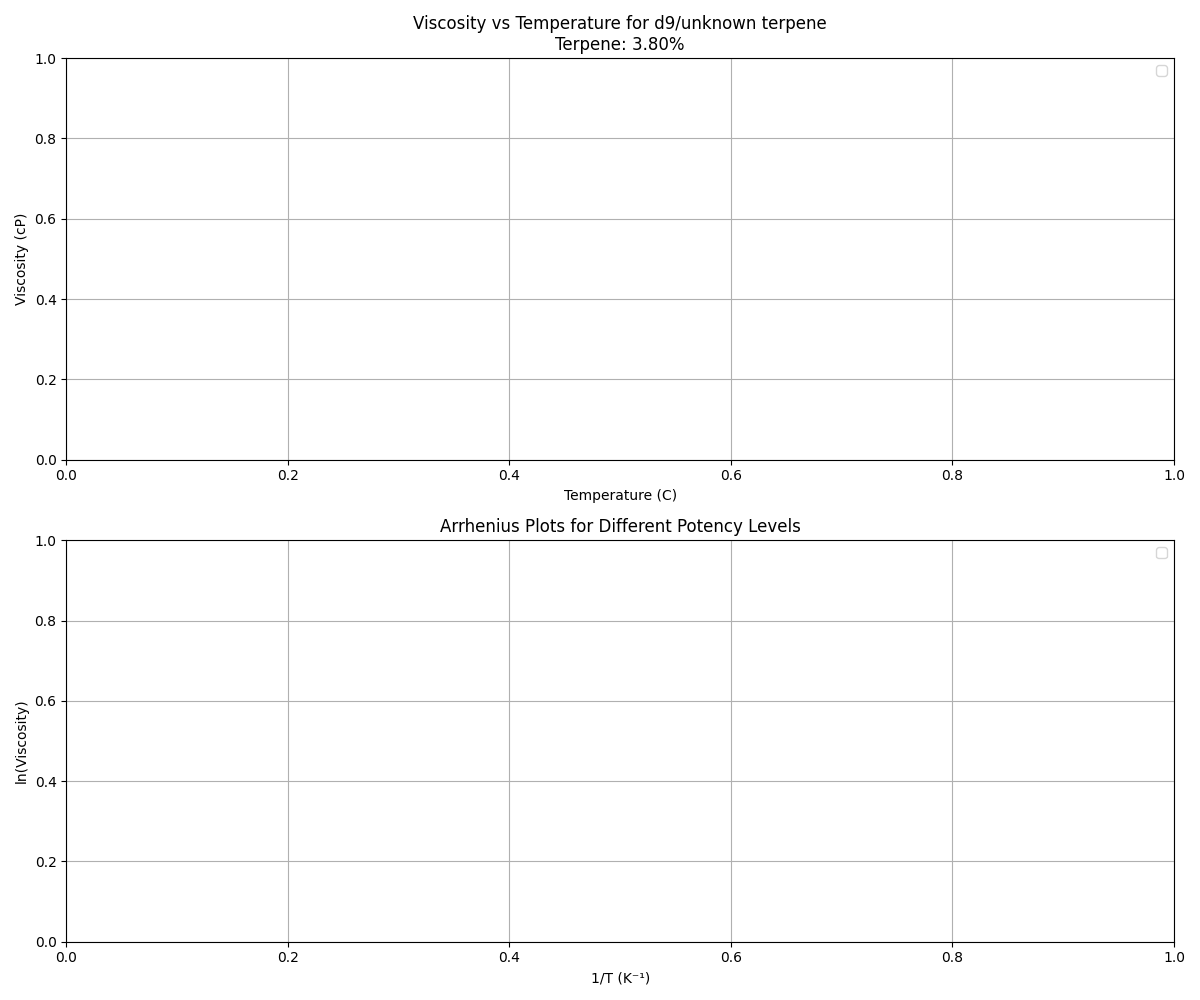 Viscosity vs Temperature for d9/unknown terpene
Terpene: 3.80%
1.0
0.8
0.6
0.4
0.2
0.0
Viscosity (cP)
0.0 0.2 0.4 0.6 0.8 1.0
Temperature (C)
Arrhenius Plots for Different Potency Levels
1.0
0.8
0.6
0.4
0.2
0.0
ln(Viscosity)
0.0 0.2 0.4 0.6 0.8 1.0
1/T (K⁻¹)